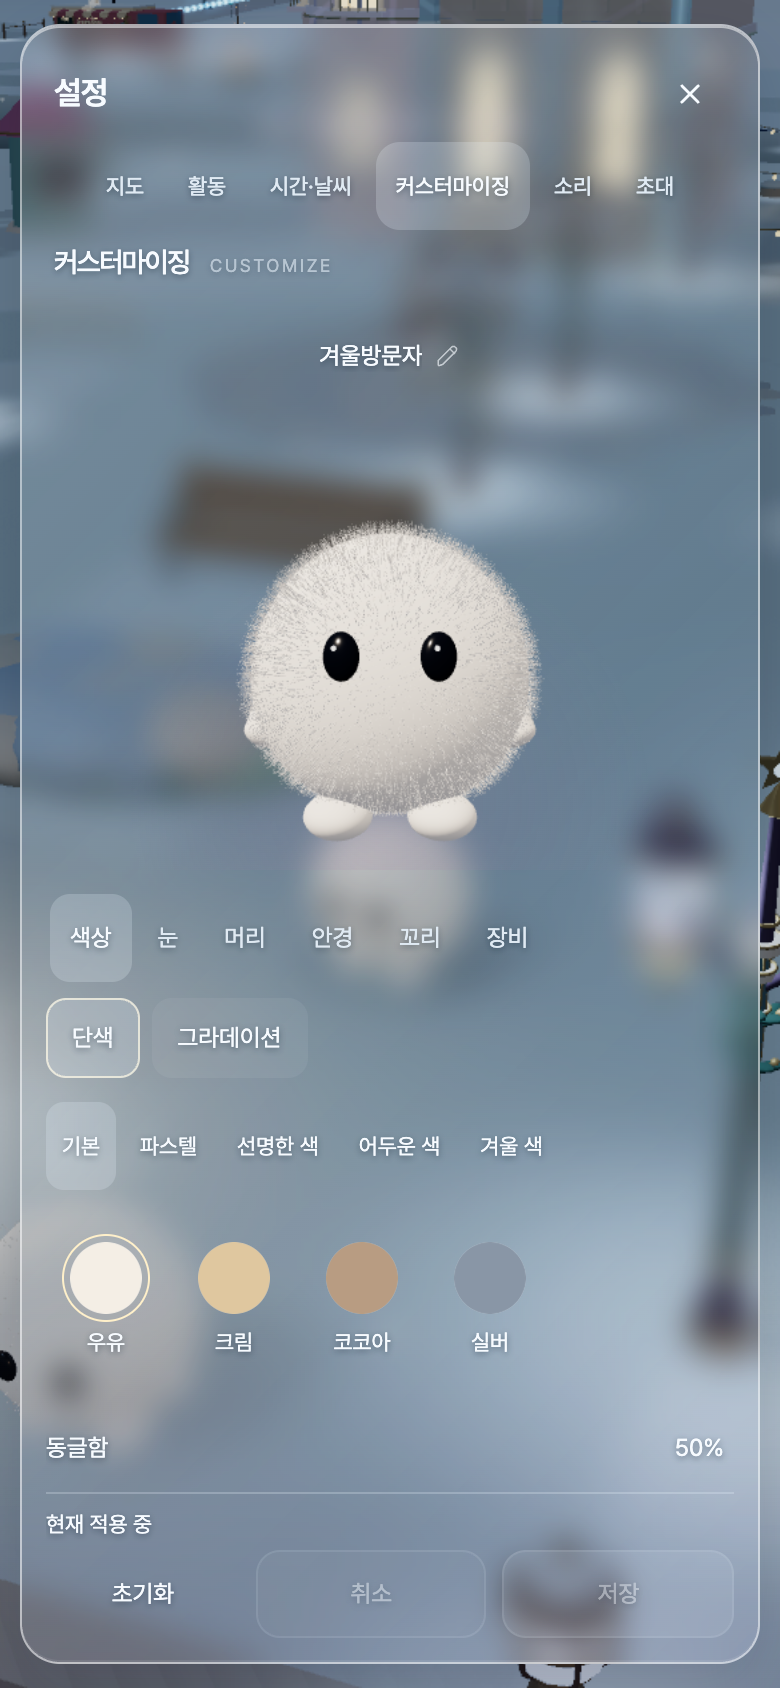 설정
지도 활동 시간·날씨 커스터마이징 소리 초대
커스터마이징 CUSTOMIZE
겨울방문자
색상 눈 머리 안경 꼬리 장비
단색 그라데이션
기본 파스텔 선명한 색 어두운 색 겨울 색
우유 크림 코코아 실버
동글함 50%
현재 적용 중
초기화 취소 저장